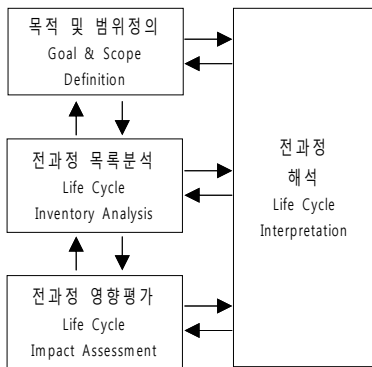 목적 및 범위정의
Goal & Scope
Definition
전과정 목록분석
Life Cycle
Inventory Analysis
전과정 영향평가
Life Cycle
Impact Assessment
전과정
해석
Life Cycle
Interpretation